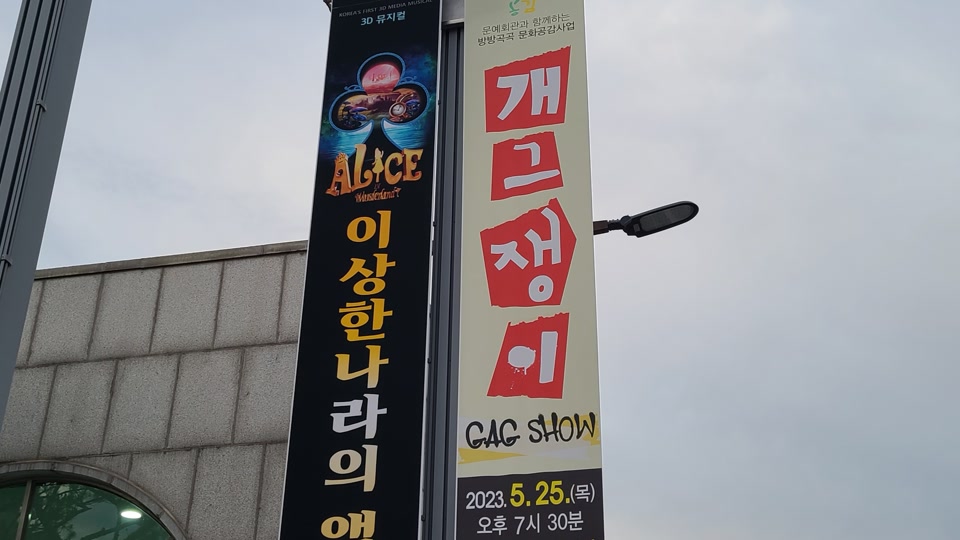 KOREA'S FIRST 3D MEDIA MUSICAL
3D 뮤지컬
ALICE
in Wonderland
이상한나라의
문예회관과 함께하는
방방곡곡 문화공감사업
개그쟁이
GAG SHOW
2023. 5. 25.(목)
오후 7시 30분